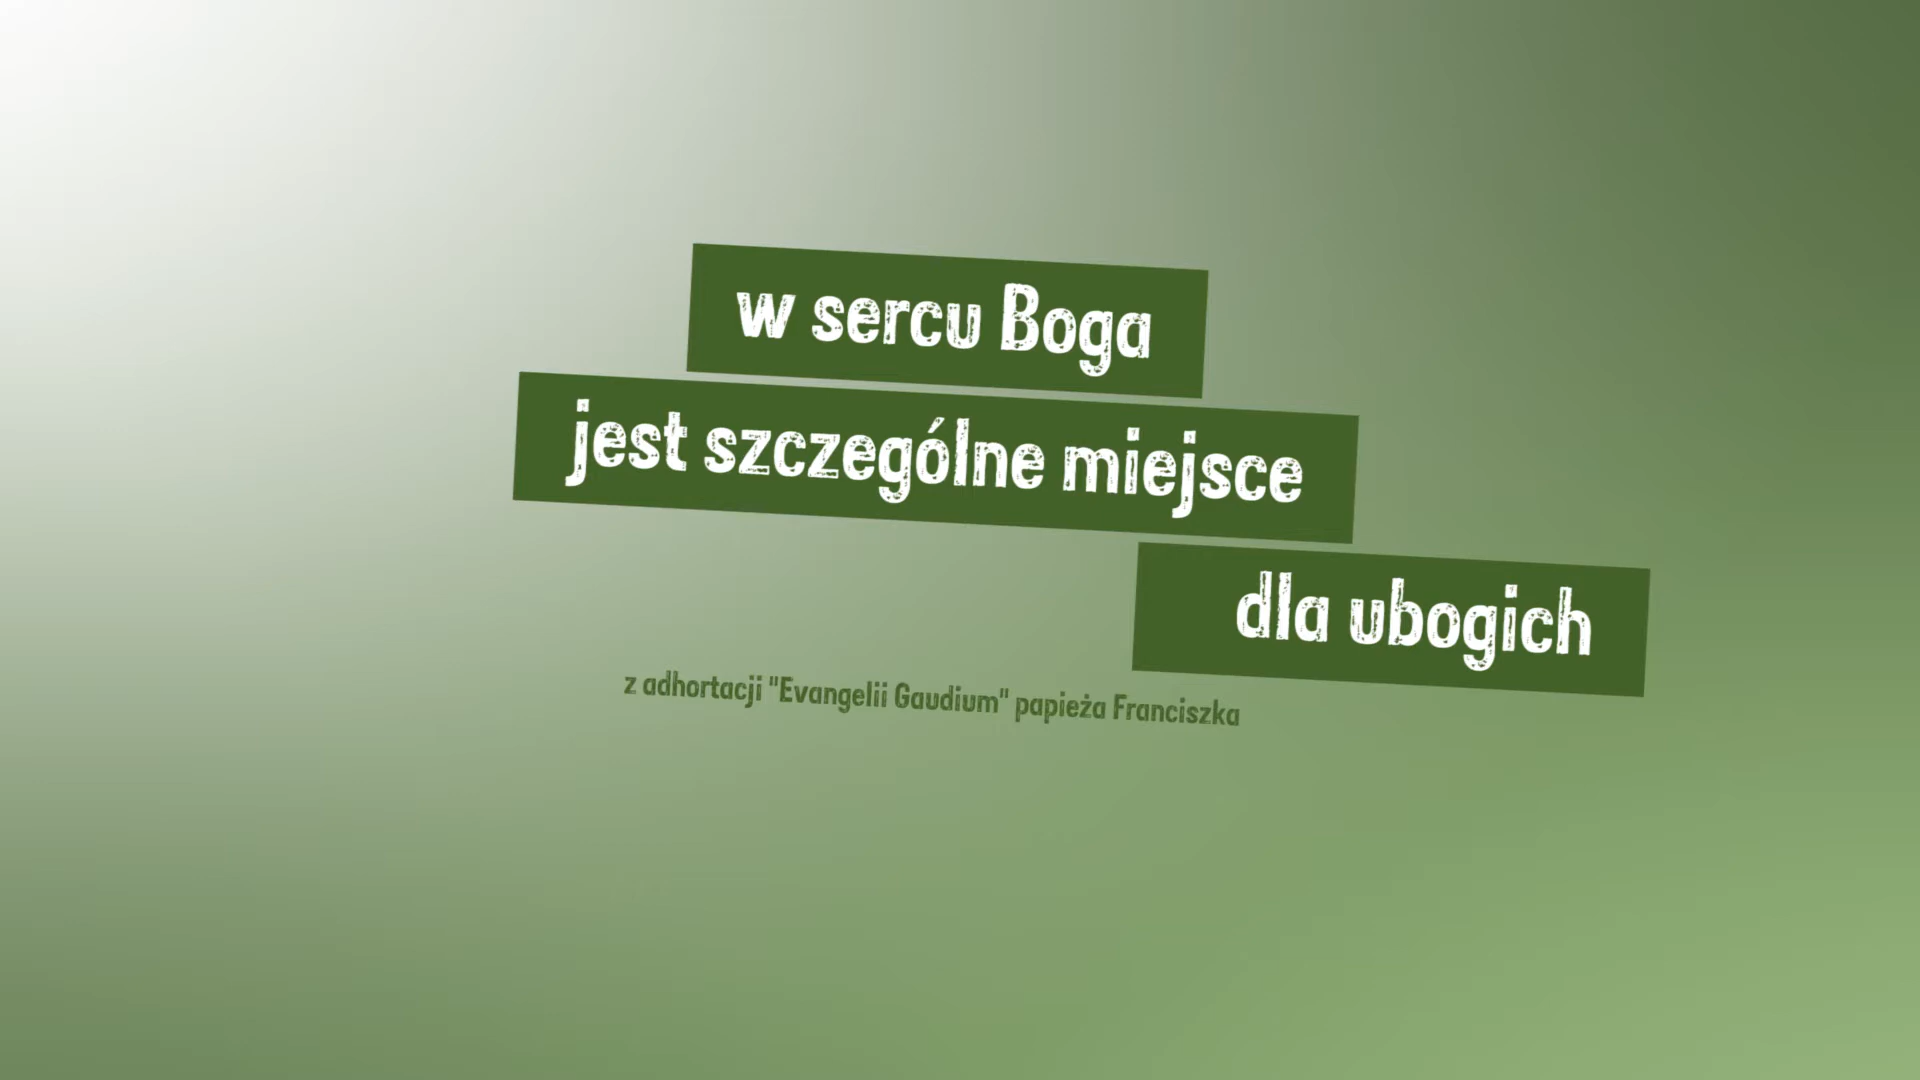 w sercu Boga
jest szczególne miejsce
dla ubogich
z adhortacji "Evangelii Gaudium" papieża Franciszka